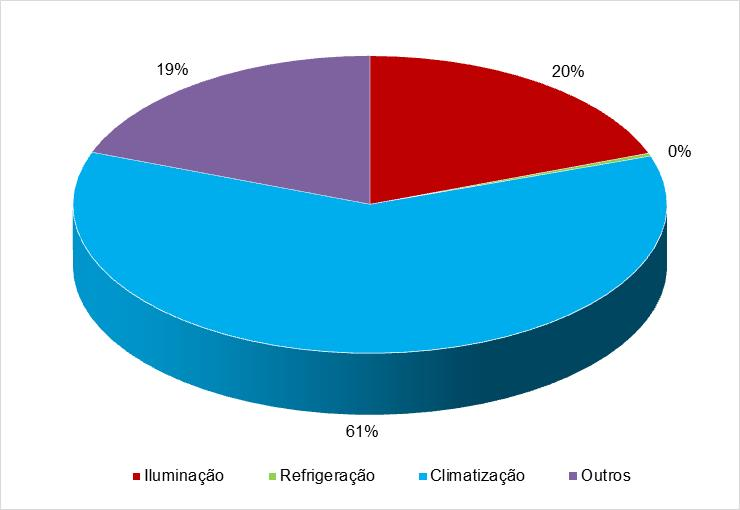 19%
20%
0%
61%
Iluminação
Refrigeração
Climatização
Outros